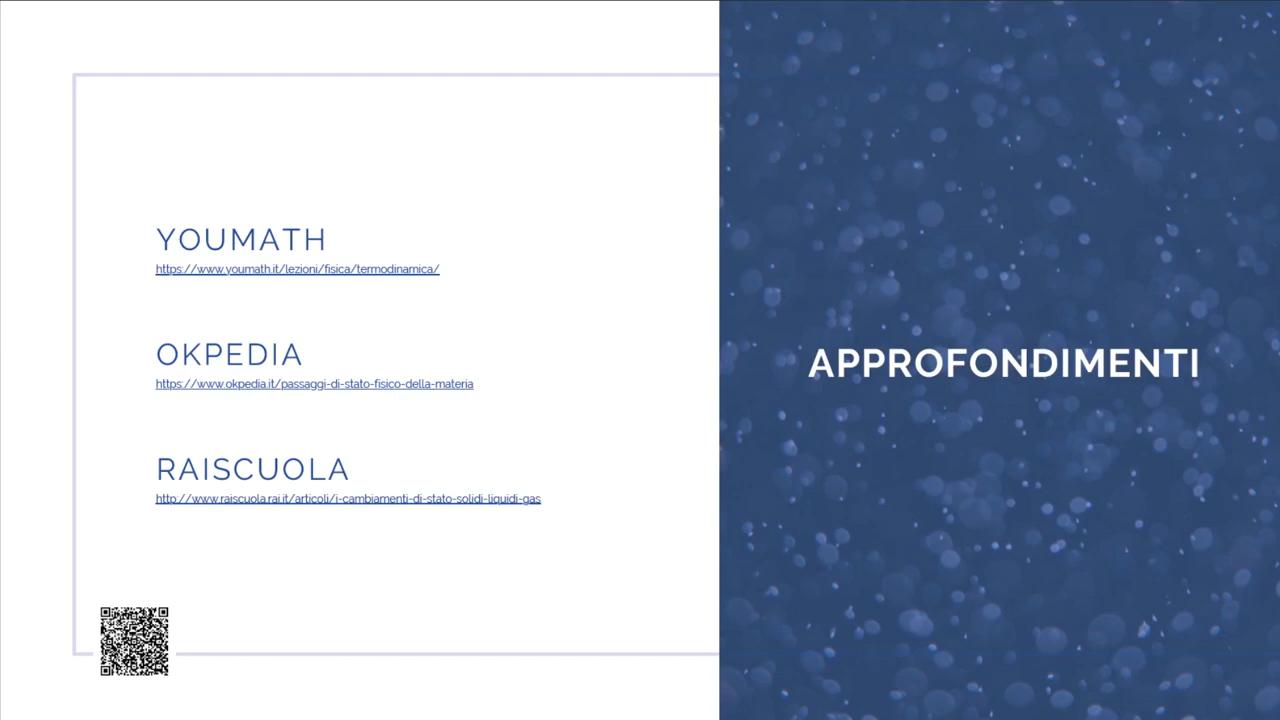 YOUMATH
https://www.youmath.it/lezioni/fisica/termodinamica/
OKPEDIA
https://www.okpedia.it/passaggi-di-stato-fisico-della-materia
RAISCUOLA
http://www.raiscuola.rai.it/articoli/i-cambiamenti-di-stato-solidi-liquidi-gas
APPROFONDIMENTI